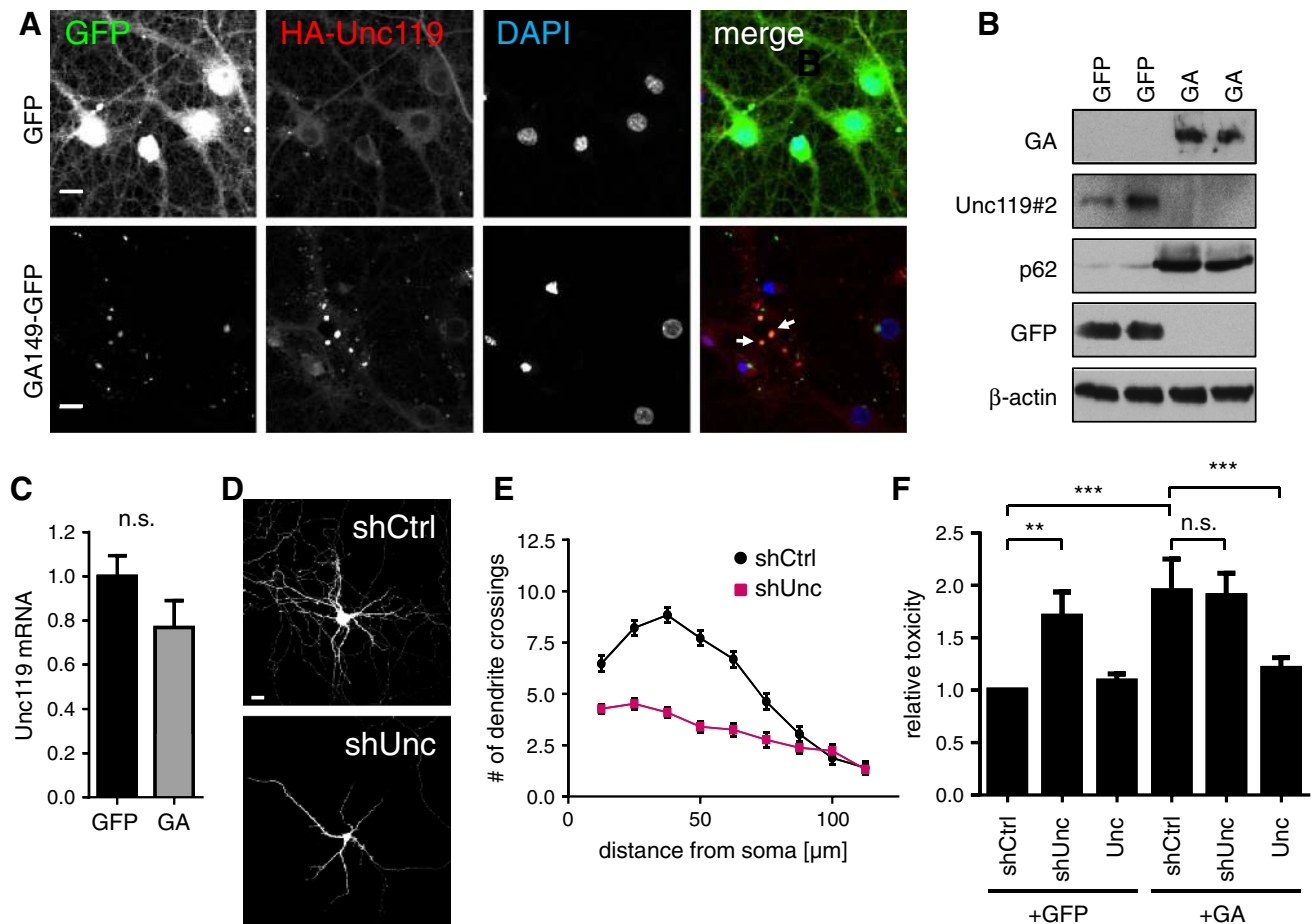 A
GFP
HA-Unc119
DAPI
merge
B
GFP
GA149-GFP
B
GFP
GFP
GA
GA
GA
Unc119#2
p62
GFP
β-actin
C
n.s.
Unc119 mRNA
1.2
1.0
0.8
0.6
0.4
0.2
0.0
GFP
GA
D
shCtrl
shUnc
E
# of dendrite crossings
12.5
10.0
7.5
5.0
2.5
0.0
shCtrl
shUnc
0
50
100
distance from soma [µm]
F
***
***
**
n.s.
relative toxicity
2.5
2.0
1.5
1.0
0.5
0.0
shCtrl
shUnc
Unc
shCtrl
shUnc
Unc
+GFP
+GA